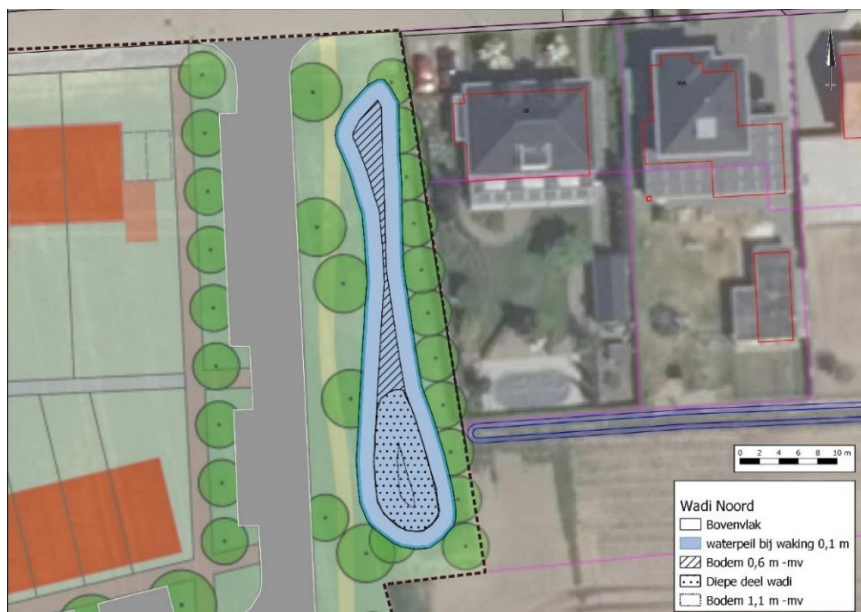 0 2 4 6 8 10 m
Wadi Noord
Bovenvlak
waterpeil bij waking 0,1 m
Bodem 0,6 m -mv
Diepe deel wadi
Bodem 1,1 m -mv